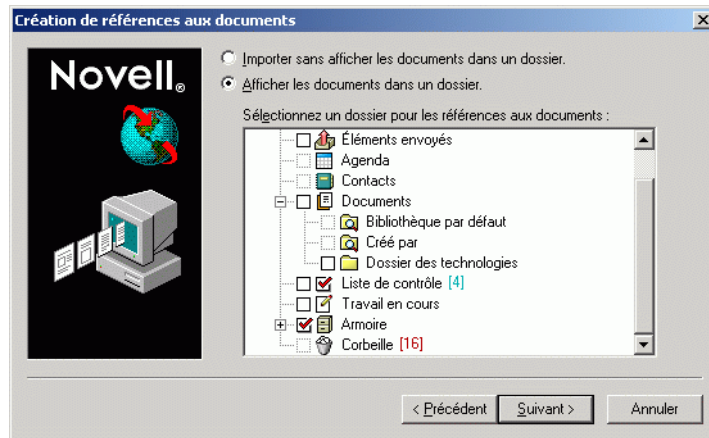 Création de références aux documents
Novell®
Importer sans afficher les documents dans un dossier.
Afficher les documents dans un dossier.
Sélectionnez un dossier pour les références aux documents :
Éléments envoyés
Agenda
Contacts
Documents
Bibliothèque par défaut
Créé par
Dossier des technologies
Liste de contrôle [4]
Travail en cours
Armoire
Corbeille [16]
< Précédent Suivant > Annuler